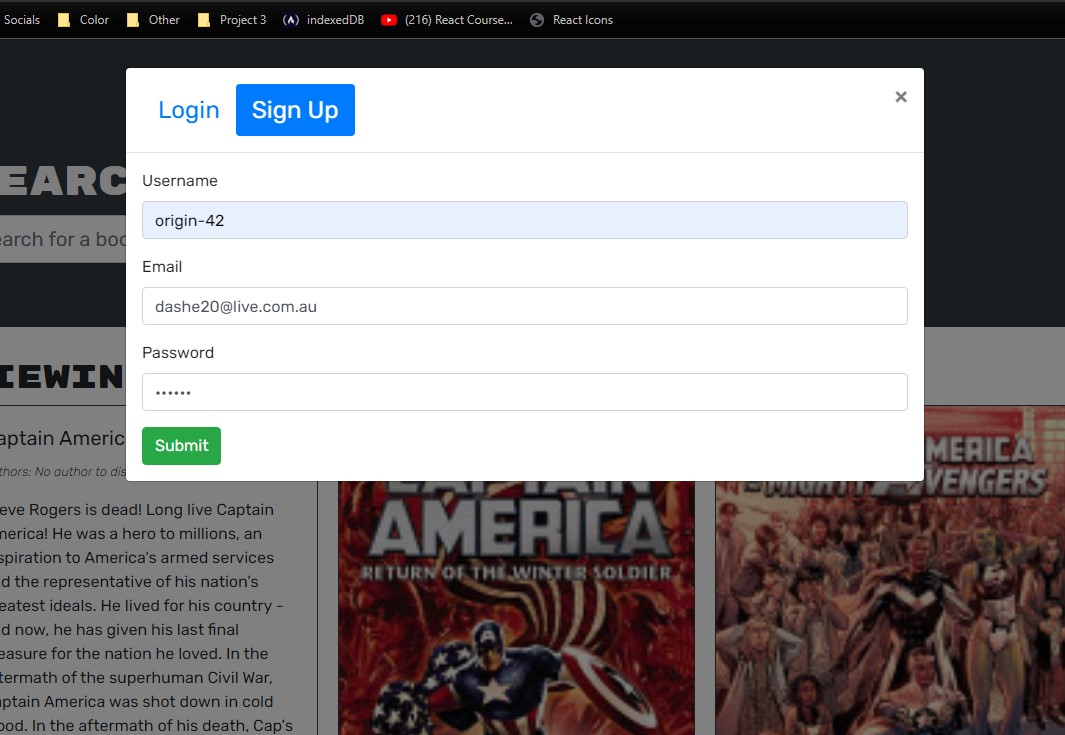 Socials Color Other Project 3 indexedDB (216) React Course... React Icons
Login Sign Up ×
EARC
earch for a boo
Username
origin-42
Email
dashe20@live.com.au
Password
••••••
Submit
IEWIN
aptain Americ
thors: No author to dis
eve Rogers is dead! Long live Captain
merica! He was a hero to millions, an
spiration to America's armed services
d the representative of his nation's
eatest ideals. He lived for his country -
d now, he has given his last final
easure for the nation he loved. In the
termath of the superhuman Civil War,
aptain America was shot down in cold
ood. In the aftermath of his death, Cap's
CAPTAIN
AMERICA
RETURN OF THE WINTER SOLDIER
MERICA
MIGHTY AVENGERS